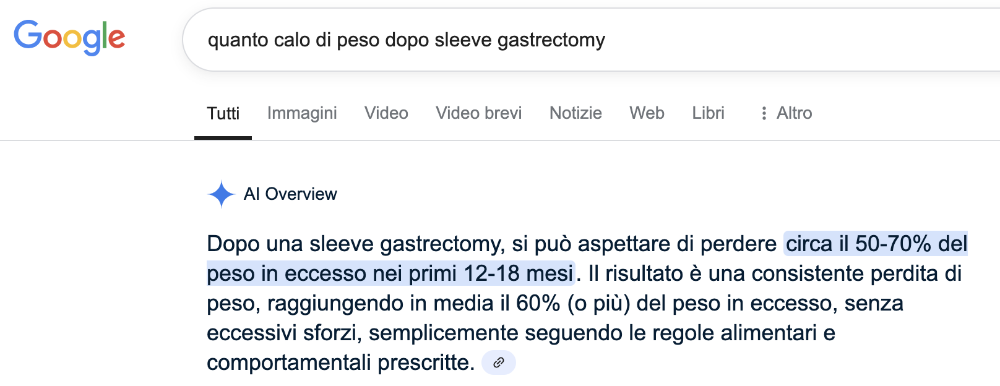 Google
quanto calo di peso dopo sleeve gastrectomy
Tutti Immagini Video Video brevi Notizie Web Libri Altro
AI Overview
Dopo una sleeve gastrectomy, si può aspettare di perdere circa il 50-70% del
peso in eccesso nei primi 12-18 mesi. Il risultato è una consistente perdita di
peso, raggiungendo in media il 60% (o più) del peso in eccesso, senza
eccessivi sforzi, semplicemente seguendo le regole alimentari e
comportamentali prescritte.